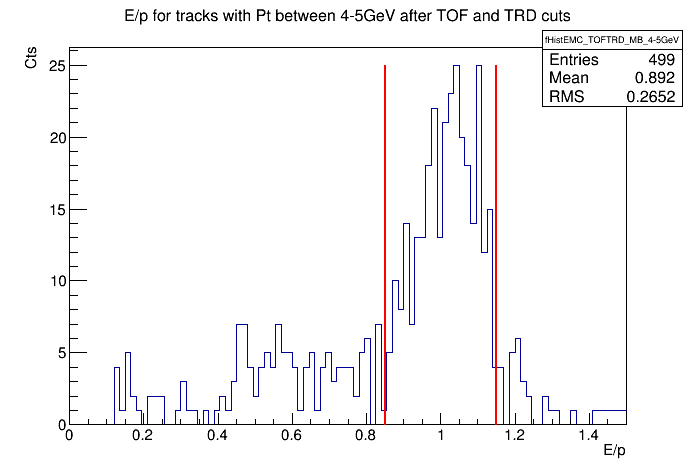 E/p for tracks with Pt between 4-5GeV after TOF and TRD cuts
fHistEMC_TOFTRD_MB_4-5GeV
Entries 499
Mean 0.892
RMS 0.2652
Cts
25
20
15
10
5
0
0 0.2 0.4 0.6 0.8 1 1.2 1.4
E/p